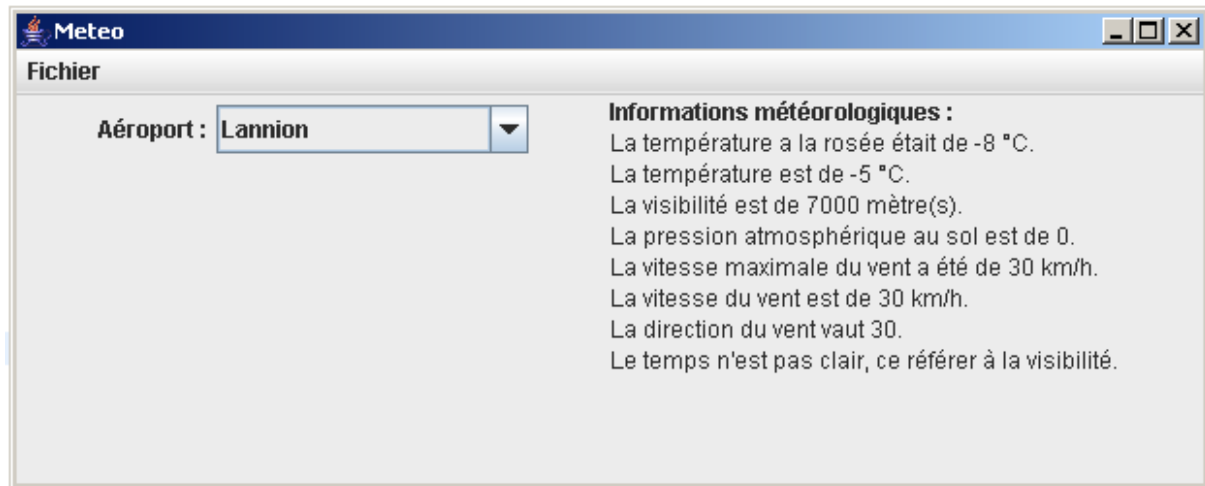 Meteo
Fichier
Aéroport : Lannion
Informations météorologiques :
La température a la rosée était de -8 °C.
La température est de -5 °C.
La visibilité est de 7000 mètre(s).
La pression atmosphérique au sol est de 0.
La vitesse maximale du vent a été de 30 km/h.
La vitesse du vent est de 30 km/h.
La direction du vent vaut 30.
Le temps n'est pas clair, ce référer à la visibilité.